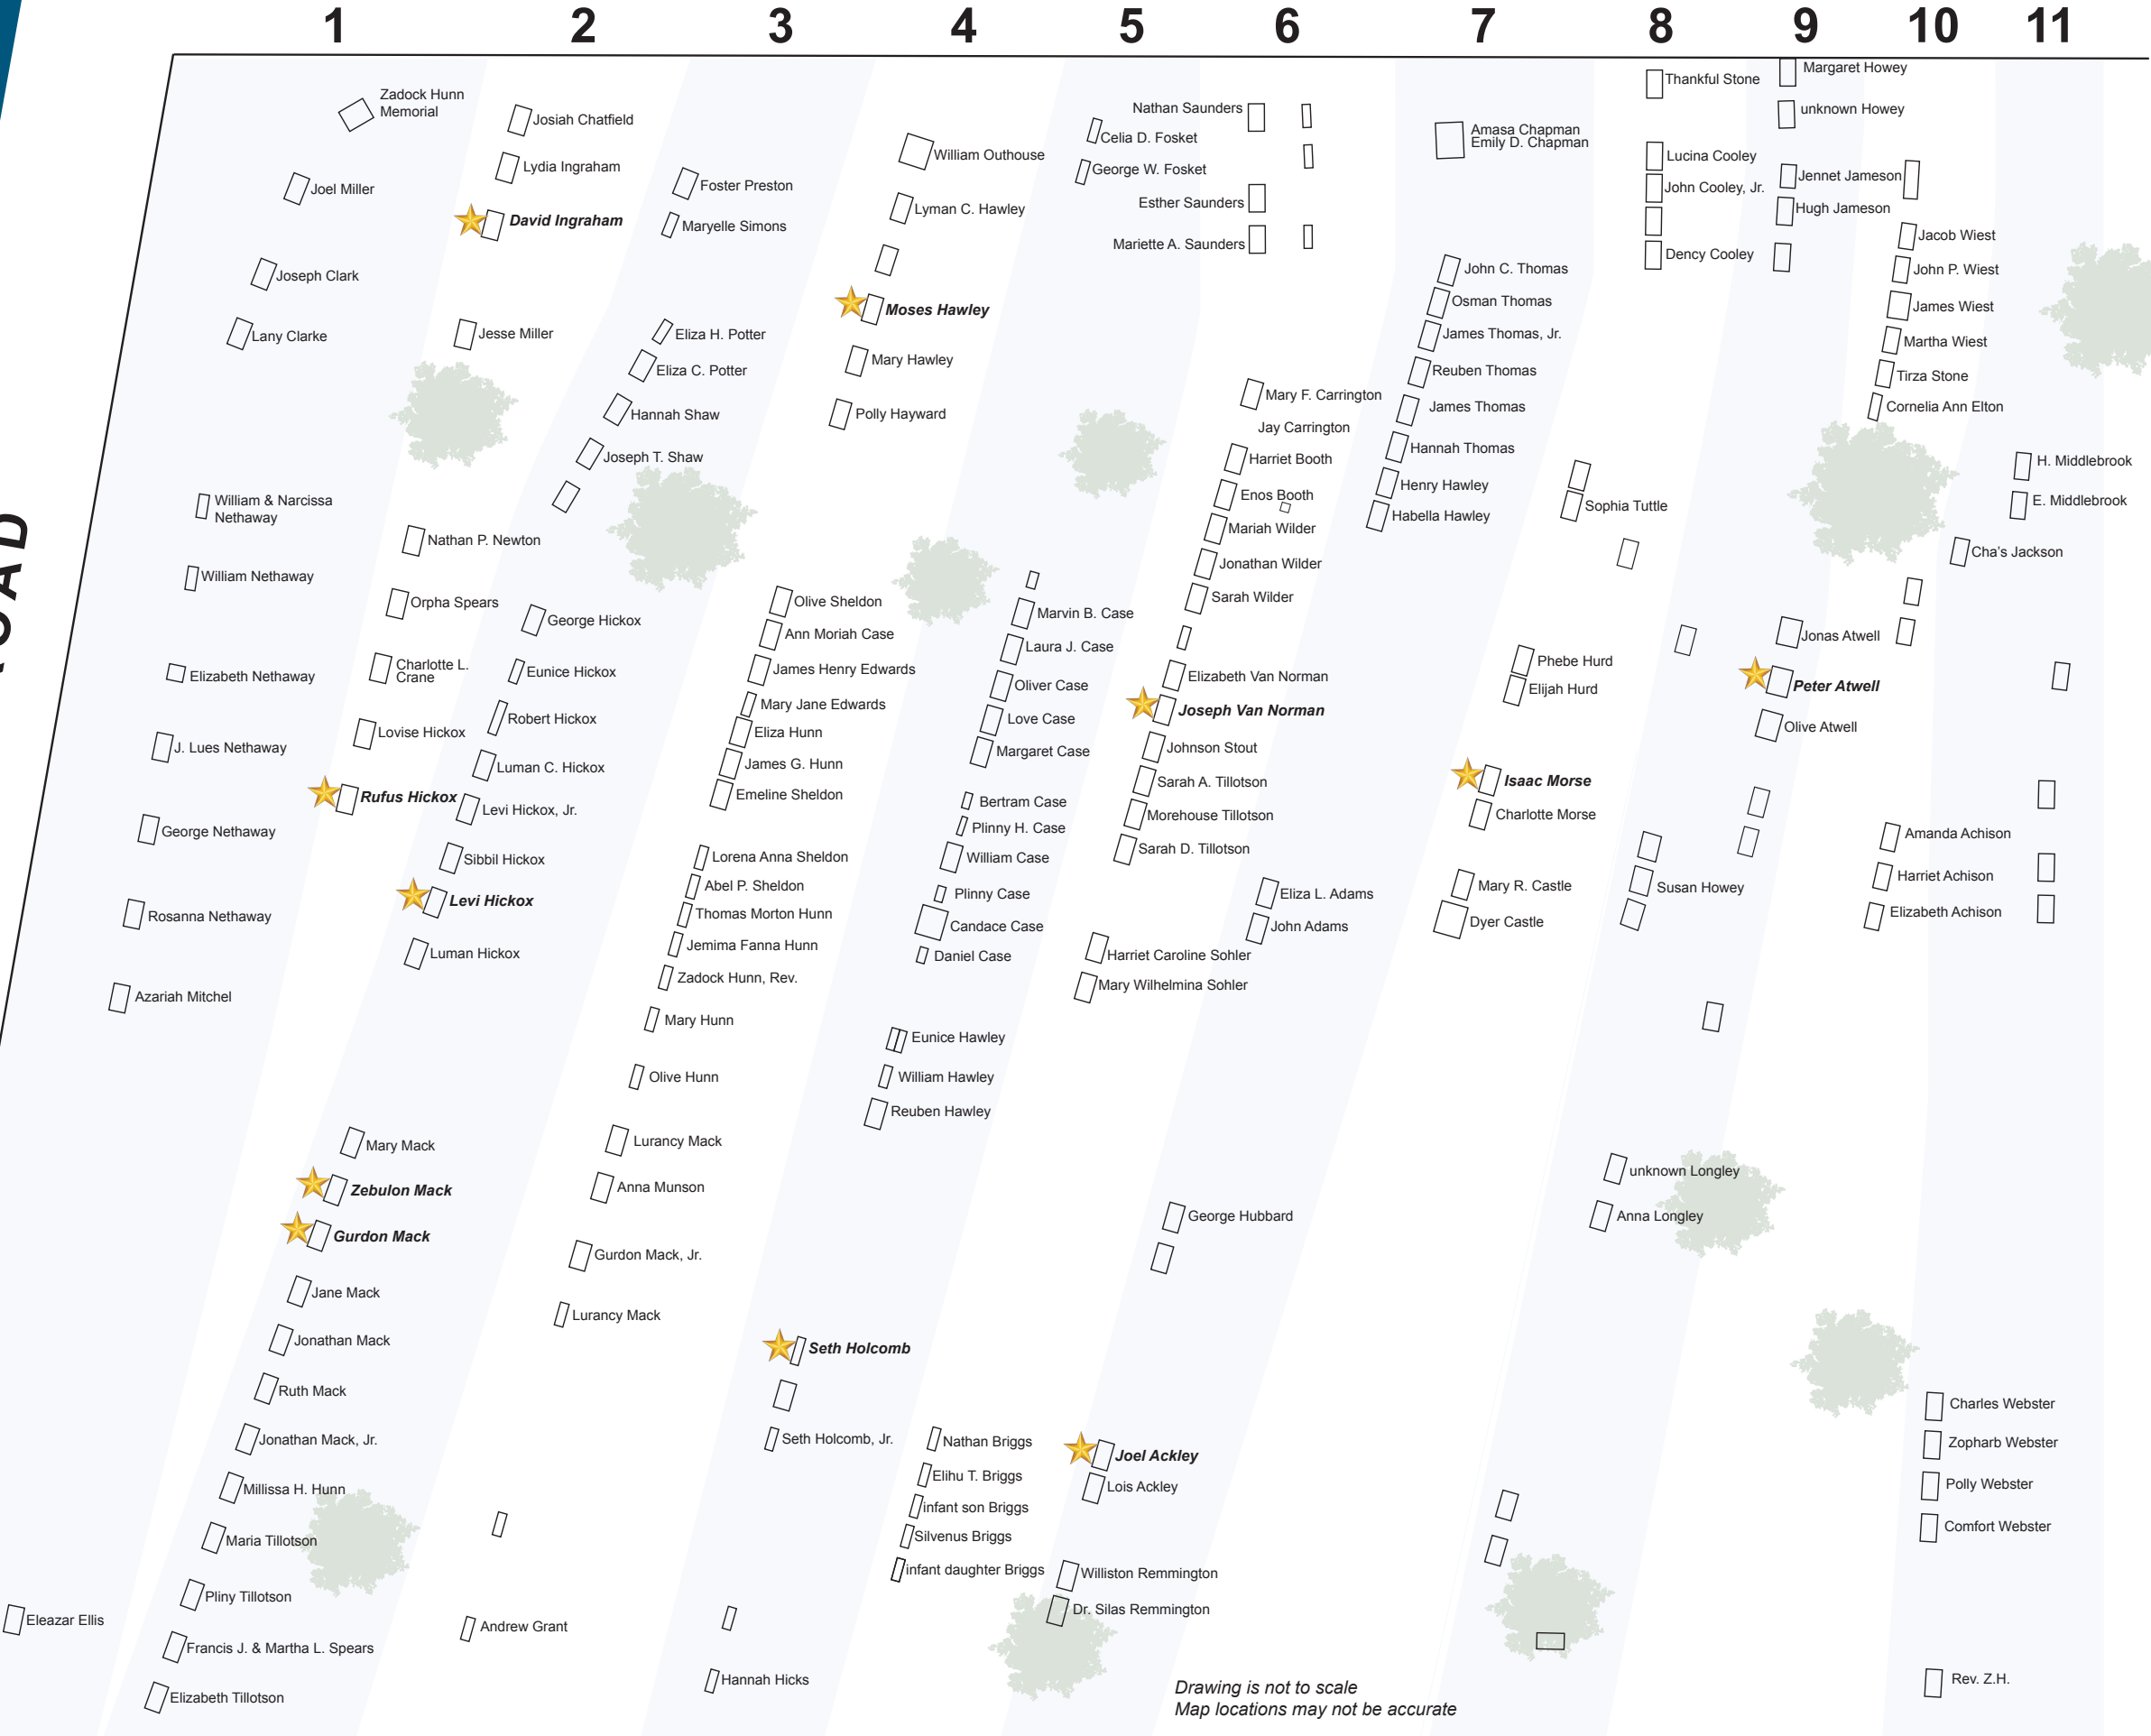 1 2 3 4 5 6 7 8 9 10 11
Zadock Hunn
Memorial
Joel Miller
Joseph Clark
Lany Clarke
William & Narcissa
Nethaway
William Nethaway
Elizabeth Nethaway
J. Lues Nethaway
George Nethaway
Rosanna Nethaway
Azariah Mitchel
Eleazar Ellis
Josiah Chatfield
Lydia Ingraham
David Ingraham
Jesse Miller
Nathan P. Newton
Orpha Spears
Charlotte L.
Crane
Lovise Hickox
Rufus Hickox
Mary Mack
Zebulon Mack
Gurdon Mack
Jane Mack
Jonathan Mack
Ruth Mack
Jonathan Mack, Jr.
Millissa H. Hunn
Maria Tillotson
Pliny Tillotson
Francis J. & Martha L. Spears
Elizabeth Tillotson
Foster Preston
Maryelle Simons
Eliza H. Potter
Eliza C. Potter
Hannah Shaw
Joseph T. Shaw
George Hickox
Eunice Hickox
Robert Hickox
Luman C. Hickox
Levi Hickox, Jr.
Sibbil Hickox
Levi Hickox
Luman Hickox
William Outhouse
Lyman C. Hawley
Moses Hawley
Mary Hawley
Polly Hayward
Olive Sheldon
Ann Moriah Case
James Henry Edwards
Mary Jane Edwards
Eliza Hunn
James G. Hunn
Emeline Sheldon
Lorena Anna Sheldon
Abel P. Sheldon
Thomas Morton Hunn
Jemima Fanna Hunn
Zadock Hunn, Rev.
Mary Hunn
Olive Hunn
Lurancy Mack
Anna Munson
Gurdon Mack, Jr.
Lurancy Mack
Andrew Grant
Celia D. Fosket
George W. Fosket
Marvin B. Case
Laura J. Case
Oliver Case
Love Case
Margaret Case
Bertram Case
Plinny H. Case
William Case
Plinny Case
Candace Case
Daniel Case
Eunice Hawley
William Hawley
Reuben Hawley
Seth Holcomb
Seth Holcomb, Jr.
Hannah Hicks
Nathan Saunders
Esther Saunders
Mariette A. Saunders
Mary F. Carrington
Jay Carrington
Harriet Booth
Enos Booth
Mariah Wilder
Jonathan Wilder
Sarah Wilder
Elizabeth Van Norman
Joseph Van Norman
Johnson Stout
Sarah A. Tillotson
Morehouse Tillotson
Sarah D. Tillotson
Harriet Caroline Sohler
Mary Wilhelmina Sohler
Nathan Briggs
Elihu T. Briggs
infant son Briggs
Silvenus Briggs
infant daughter Briggs
Amasa Chapman
Emily D. Chapman
John C. Thomas
Osman Thomas
James Thomas, Jr.
Reuben Thomas
James Thomas
Hannah Thomas
Henry Hawley
Habella Hawley
Eliza L. Adams
John Adams
George Hubbard
Joel Ackley
Lois Ackley
Williston Remmington
Dr. Silas Remmington
Thankful Stone
Lucina Cooley
John Cooley, Jr.
Dency Cooley
Sophia Tuttle
Phebe Hurd
Elijah Hurd
Isaac Morse
Charlotte Morse
Mary R. Castle
Dyer Castle
Margaret Howey
unknown Howey
Jennet Jameson
Hugh Jameson
Susan Howey
unknown Longley
Anna Longley
Jacob Wiest
John P. Wiest
James Wiest
Martha Wiest
Tirza Stone
Cornelia Ann Elton
Jonas Atwell
Peter Atwell
Olive Atwell
H. Middlebrook
E. Middlebrook
Cha's Jackson
Amanda Achison
Harriet Achison
Elizabeth Achison
Charles Webster
Zopharb Webster
Polly Webster
Comfort Webster
Rev. Z.H.
Drawing is not to scale
Map locations may not be accurate